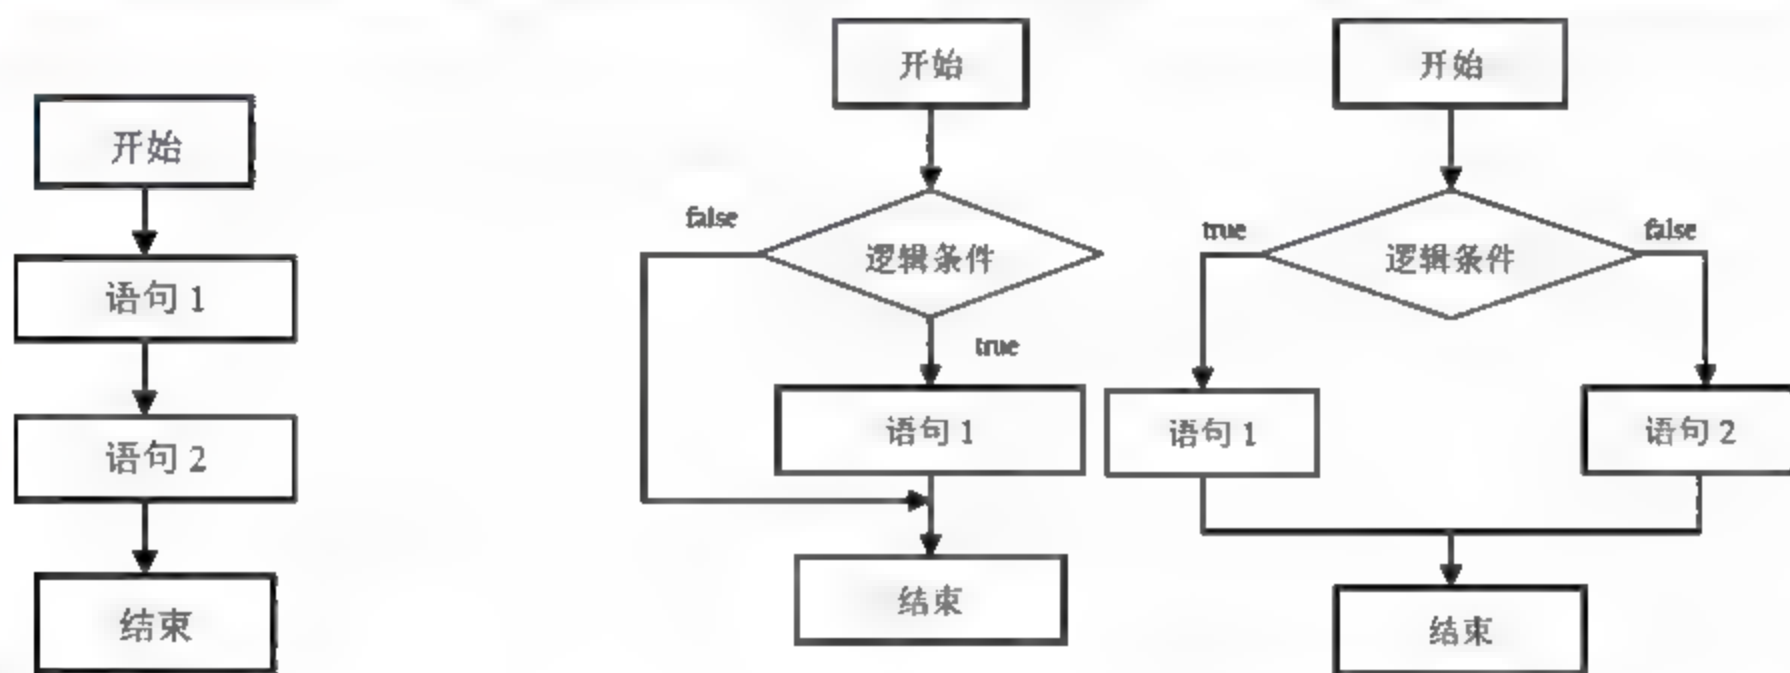 开始
语句 1
语句 2
结束
开始
逻辑条件
false
true
语句 1
结束
开始
逻辑条件
true
false
语句 1
语句 2
结束